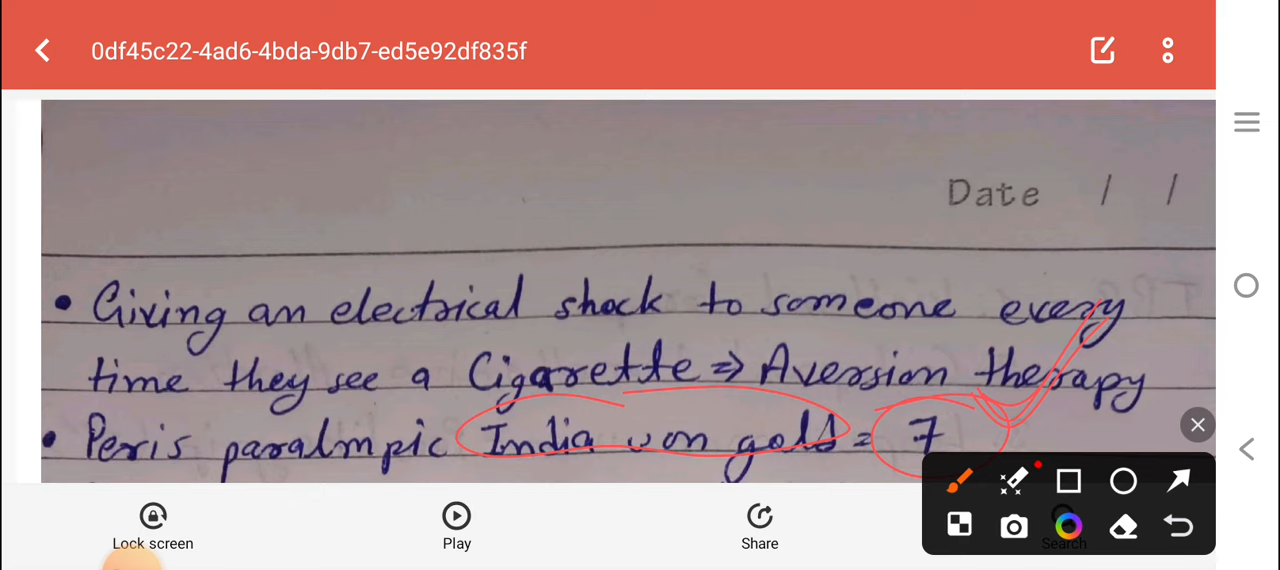 0df45c22-4ad6-4bda-9db7-ed5e92df835f
Date / /
• Giving an electrical shock to someone every
time they see a Cigarette => Aversion therapy
• Peris paralmpic India won gold = 7
Lock screen
Play
Share
Search